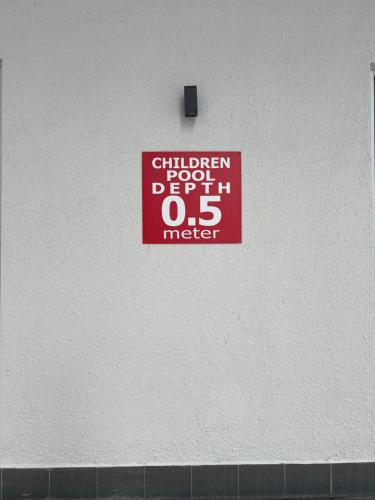 CHILDREN
POOL
DEPTH
0.5
meter